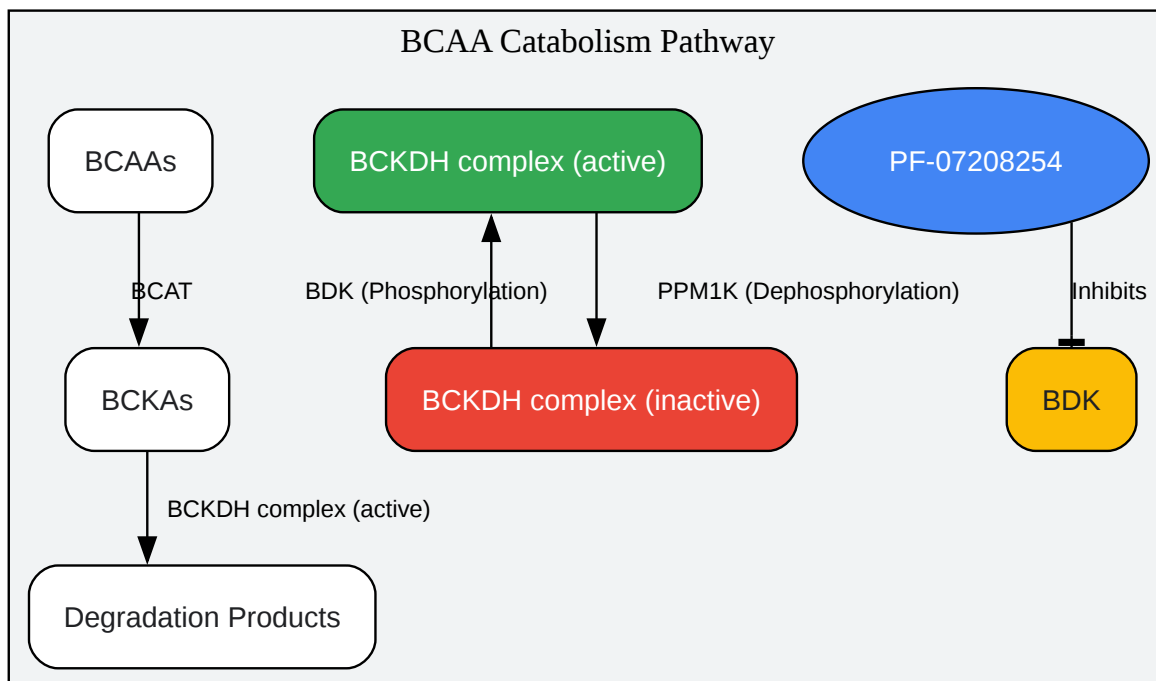 BCAA Catabolism Pathway
BCAAs
BCKDH complex (active)
PF-07208254
BCAT
BDK (Phosphorylation)
PPM1K (Dephosphorylation)
Inhibits
BCKAs
BCKDH complex (inactive)
BDK
BCKDH complex (active)
Degradation Products